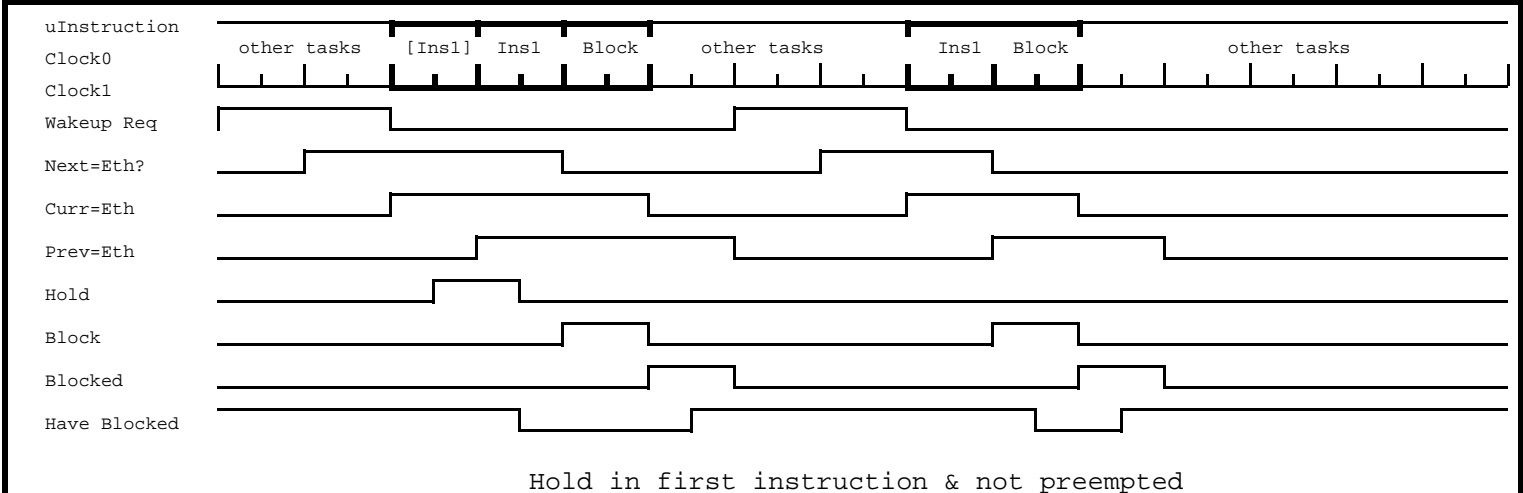 uInstruction
other tasks [Ins1] Ins1 Block other tasks Ins1 Block other tasks
Clock0
Clock1
Wakeup Req
Next=Eth?
Curr=Eth
Prev=Eth
Hold
Block
Blocked
Have Blocked
Hold in first instruction & not preempted